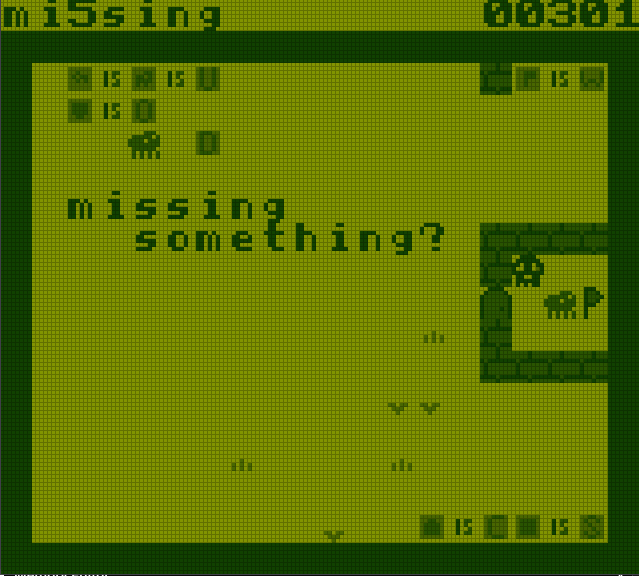 mi5sing 00301
IS IS U P IS W
IS
missing
something?
IS C IS S